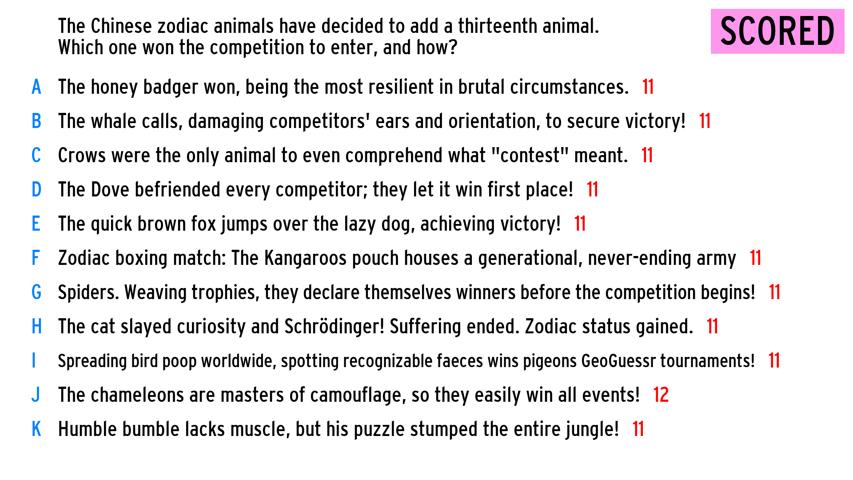 The Chinese zodiac animals have decided to add a thirteenth animal.
Which one won the competition to enter, and how?
SCORED
A The honey badger won, being the most resilient in brutal circumstances. 11
B The whale calls, damaging competitors' ears and orientation, to secure victory! 11
C Crows were the only animal to even comprehend what "contest" meant. 11
D The Dove befriended every competitor; they let it win first place! 11
E The quick brown fox jumps over the lazy dog, achieving victory! 11
F Zodiac boxing match: The Kangaroos pouch houses a generational, never-ending army 11
G Spiders. Weaving trophies, they declare themselves winners before the competition begins! 11
H The cat slayed curiosity and Schrödinger! Suffering ended. Zodiac status gained. 11
I Spreading bird poop worldwide, spotting recognizable faeces wins pigeons GeoGuessr tournaments! 11
J The chameleons are masters of camouflage, so they easily win all events! 12
K Humble bumble lacks muscle, but his puzzle stumped the entire jungle! 11